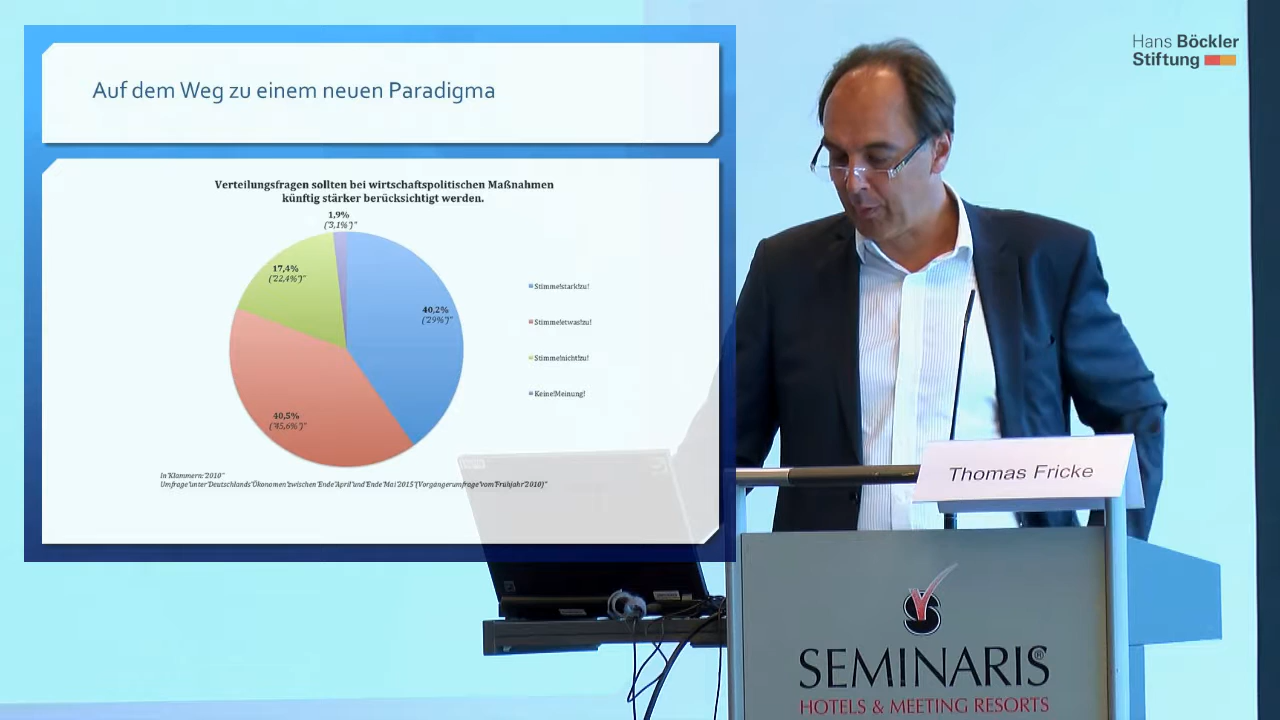 Auf dem Weg zu einem neuen Paradigma
Verteilungsfragen sollten bei wirtschaftspolitischen Maßnahmen
künftig stärker berücksichtigt werden.
1,9%
("3,1%")"
17,4%
("22,4%")"
40,2%
("29%")"
40,5%
("45,6%")"
Stimme!stark!zu!
Stimme!etwas!zu!
Stimme!nicht!zu!
Keine!Meinung!
In"Klammern:"2010"
Umfrage"unter"Deutschlands"Ökonomen"zwischen"Ende"April"und"Ende"Mai"2015"(Vorgängerumfrage"vom"Frühjahr"2010)"
Hans Böckler
Stiftung
Thomas Fricke
SEMINARIS®
HOTELS & MEETING RESORTS